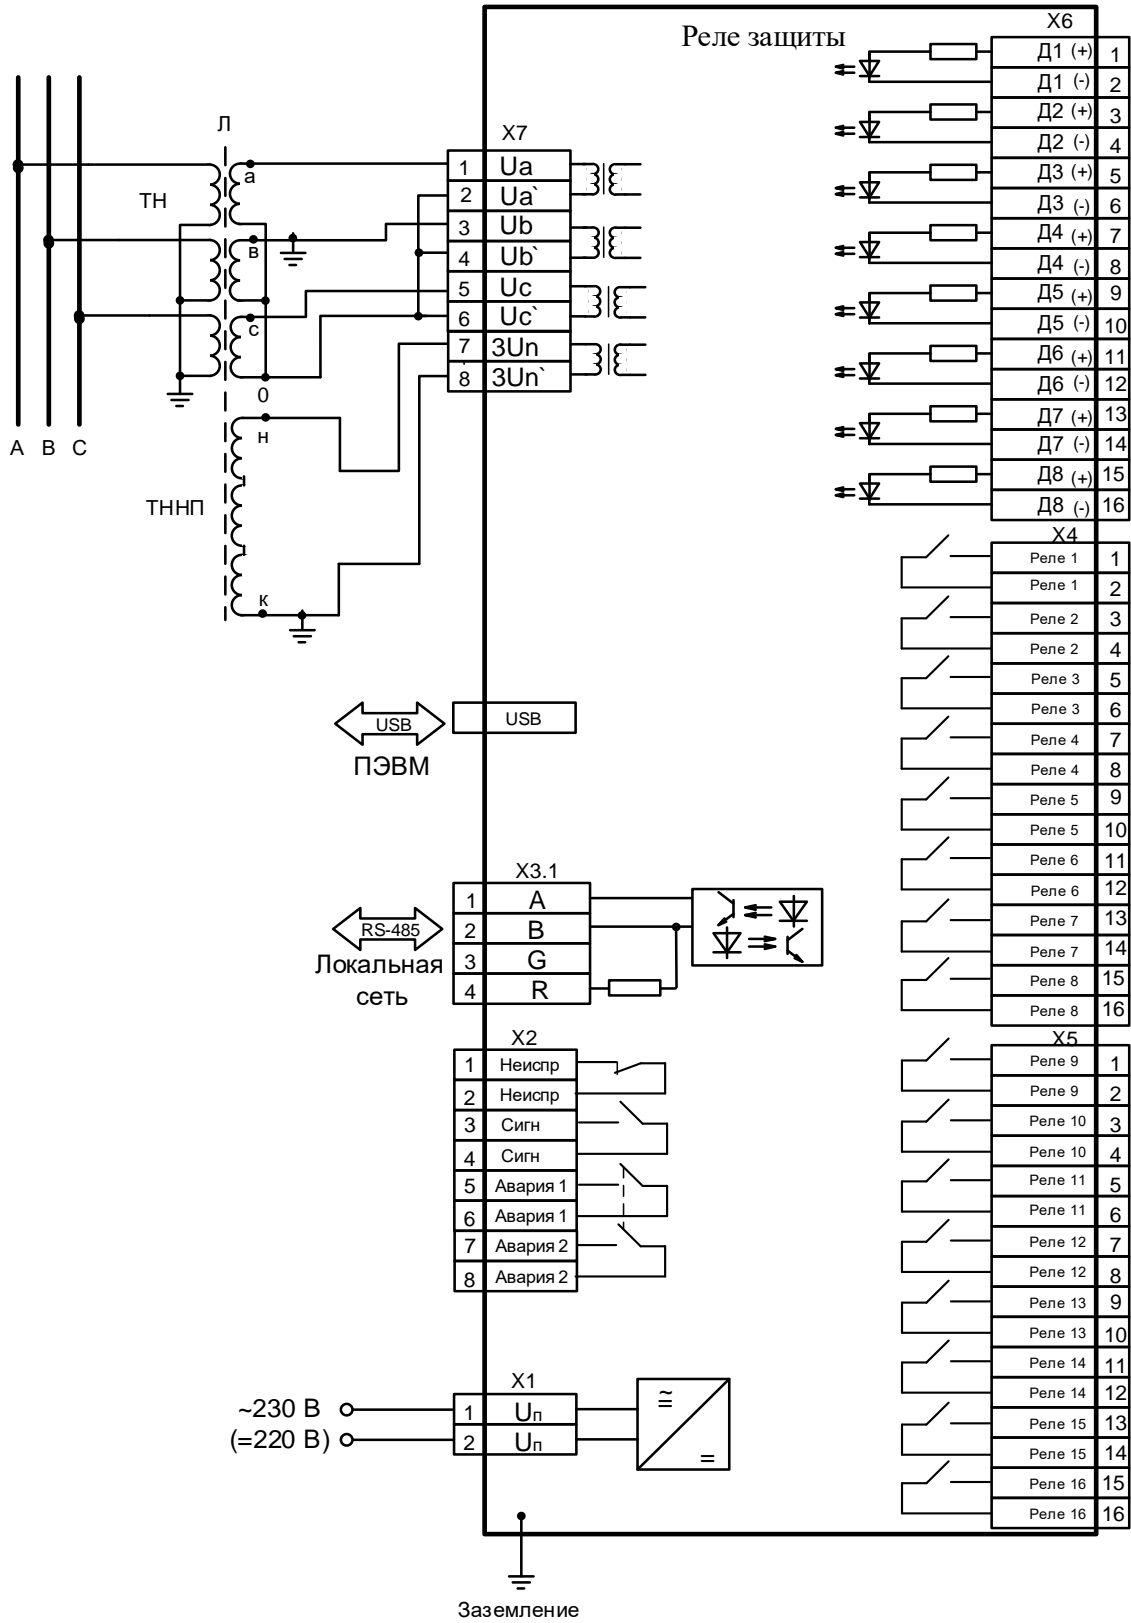 Реле защиты
Л
ТН
а
в
с
0
н
к
ТННП
А В С
X7
1 Ua
2 Ua`
3 Ub
4 Ub`
5 Uc
6 Uc`
7 3Un
8 3Un`
USB USB
ПЭВМ
X3.1
1 A
2 B
3 G
4 R
RS-485
Локальная
сеть
X2
1 Неиспр
2 Неиспр
3 Сигн
4 Сигн
5 Авария 1
6 Авария 1
7 Авария 2
8 Авария 2
X1
~230 В 1 Uп
(=220 В) 2 Uп
≅
=
Заземление
X6
Д1 (+) 1
Д1 (-) 2
Д2 (+) 3
Д2 (-) 4
Д3 (+) 5
Д3 (-) 6
Д4 (+) 7
Д4 (-) 8
Д5 (+) 9
Д5 (-) 10
Д6 (+) 11
Д6 (-) 12
Д7 (+) 13
Д7 (-) 14
Д8 (+) 15
Д8 (-) 16
X4
Реле 1 1
Реле 1 2
Реле 2 3
Реле 2 4
Реле 3 5
Реле 3 6
Реле 4 7
Реле 4 8
Реле 5 9
Реле 5 10
Реле 6 11
Реле 6 12
Реле 7 13
Реле 7 14
Реле 8 15
Реле 8 16
X5
Реле 9 1
Реле 9 2
Реле 10 3
Реле 10 4
Реле 11 5
Реле 11 6
Реле 12 7
Реле 12 8
Реле 13 9
Реле 13 10
Реле 14 11
Реле 14 12
Реле 15 13
Реле 15 14
Реле 16 15
Реле 16 16